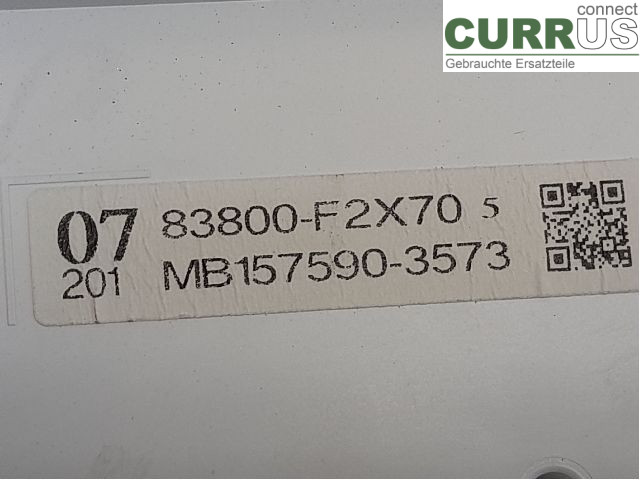 connect
CURRUS
Gebrauchte Ersatzteile
07 83800-F2X70 5
201 MB157590-3573